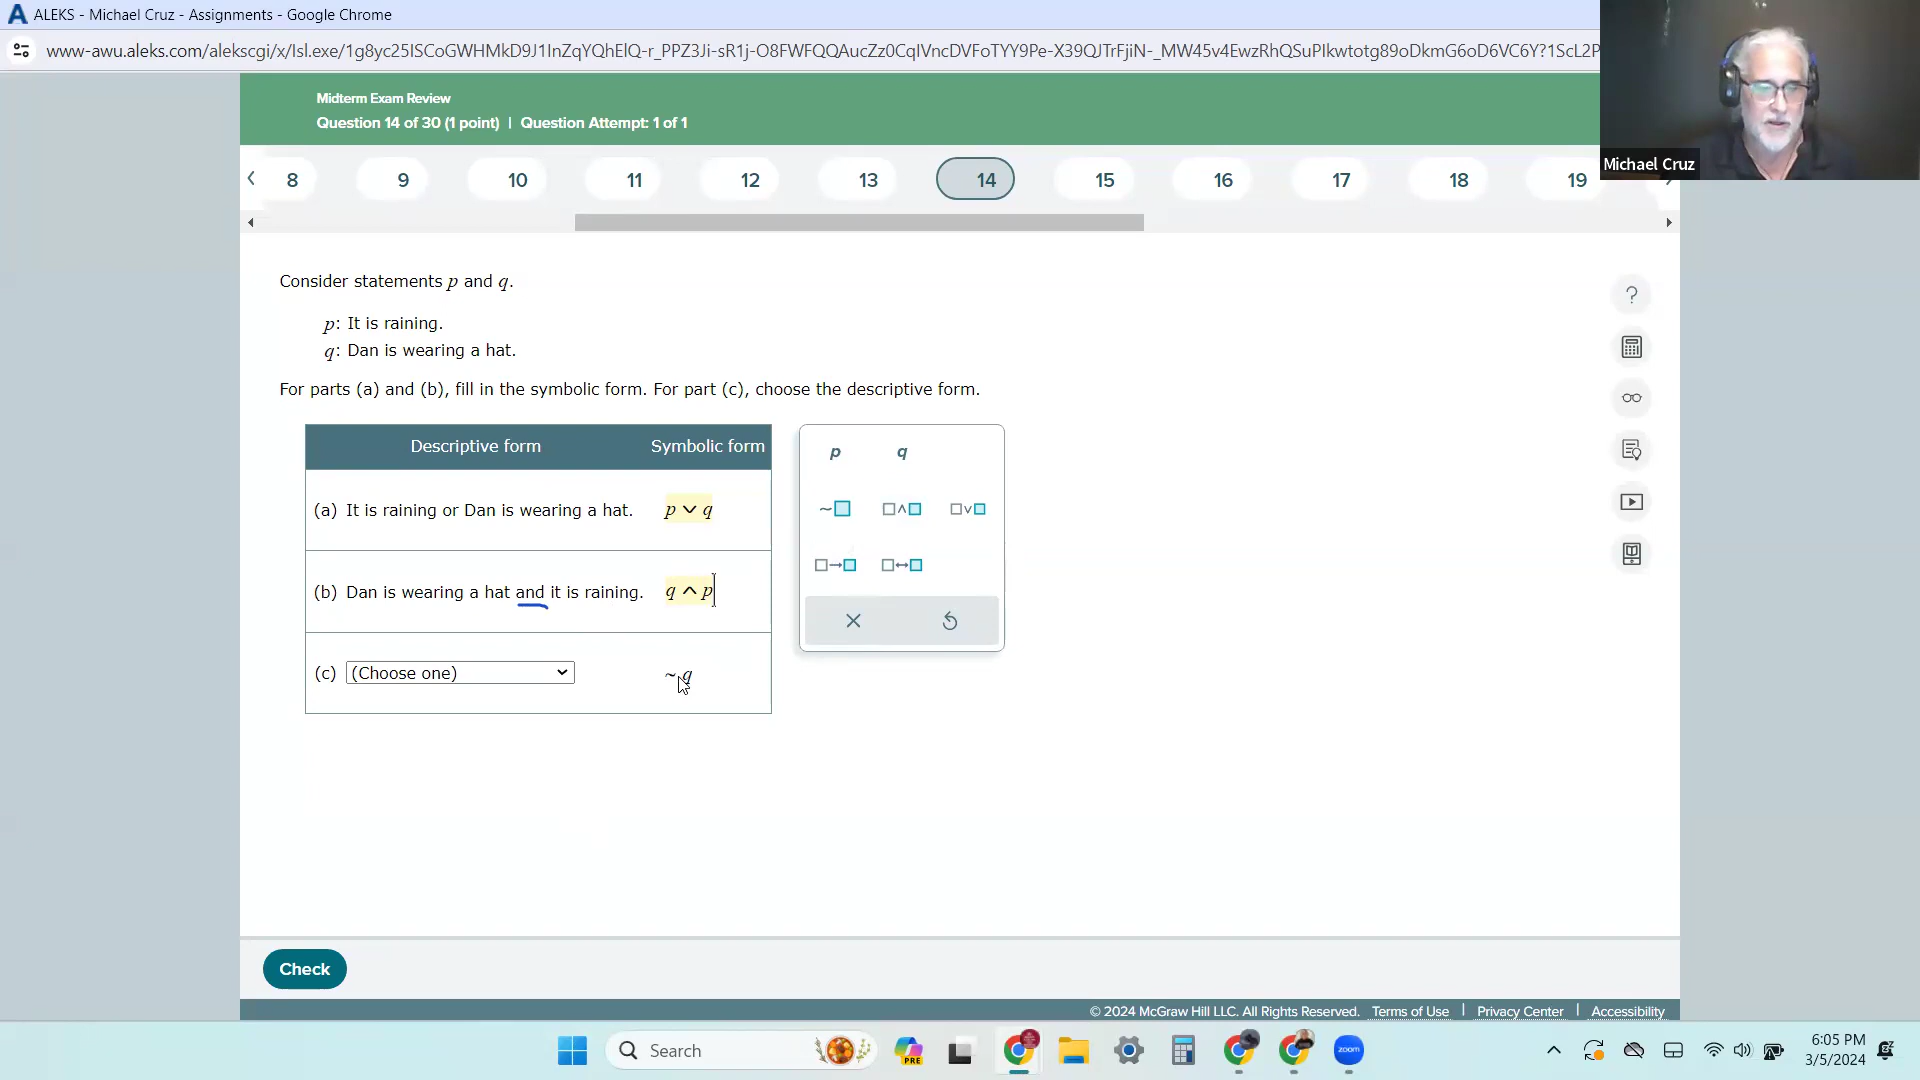 ALEKS - Michael Cruz - Assignments - Google Chrome
www-awu.aleks.com/alekscgi/x/Isl.exe/1g8yc25ISCoGWHMkD9J1InZqYQhElQ-r_PPZ3Ji-sR1j-O8FWFQQAucZz0CqIVncDVFoTYY9Pe-X39QJTrFjiN-_MW45v4EwzRhQSuPIkwtotg89oDkmG6oD6VC6Y?1ScL2P
Midterm Exam Review
Question 14 of 30 (1 point) | Question Attempt: 1 of 1
Michael Cruz
8 9 10 11 12 13 14 15 16 17 18 19
Consider statements p and q.
p: It is raining.
q: Dan is wearing a hat.
For parts (a) and (b), fill in the symbolic form. For part (c), choose the descriptive form.
Descriptive form Symbolic form
p q
(a) It is raining or Dan is wearing a hat. p ∨ q
~□ □∧□ □∨□
□→□ □↔□
(b) Dan is wearing a hat and it is raining. q ∧ p
(c) (Choose one) ~q
Check
© 2024 McGraw Hill LLC. All Rights Reserved. Terms of Use | Privacy Center | Accessibility
Search
PRE
zoom
6:05 PM
3/5/2024